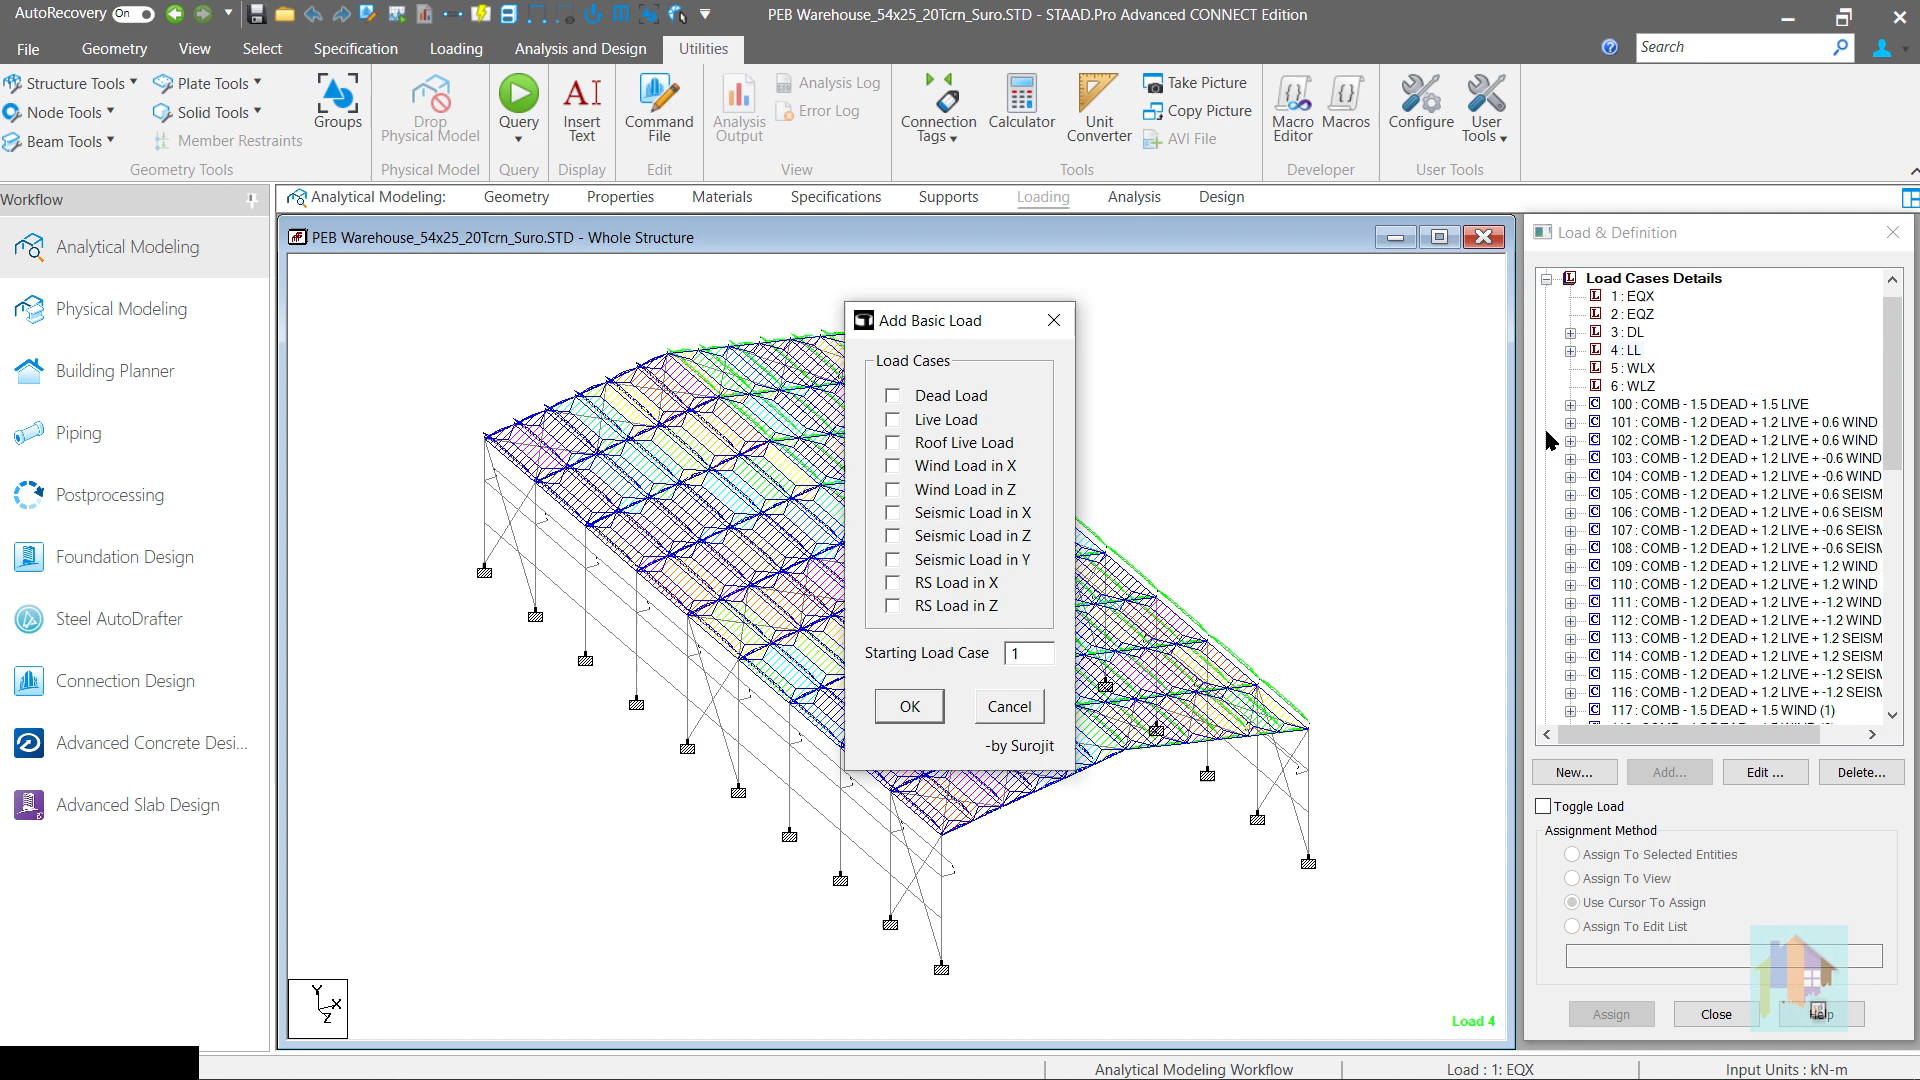 AutoRecovery On
PEB Warehouse_54x25_20Tcrn_Suro.STD - STAAD.Pro Advanced CONNECT Edition
File Geometry View Select Specification Loading Analysis and Design Utilities
Search
Structure Tools Plate Tools
Node Tools Solid Tools
Beam Tools Member Restraints
Geometry Tools
Groups
Drop
Physical Model
Physical Model
Query
Query
Insert
Text
Display
Command
File
Edit
Analysis
Output
Analysis Log
Error Log
View
Connection
Tags
Calculator
Unit
Converter
Take Picture
Copy Picture
AVI File
Tools
Macro
Editor
Macros
Developer
Configure
User
Tools
User Tools
Workflow
Analytical Modeling
Physical Modeling
Building Planner
Piping
Postprocessing
Foundation Design
Steel AutoDrafter
Connection Design
Advanced Concrete Desi...
Advanced Slab Design
Analytical Modeling: Geometry Properties Materials Specifications Supports Loading Analysis Design
PEB Warehouse_54x25_20Tcrn_Suro.STD - Whole Structure
Add Basic Load
Load Cases
Dead Load
Live Load
Roof Live Load
Wind Load in X
Wind Load in Z
Seismic Load in X
Seismic Load in Z
Seismic Load in Y
RS Load in X
RS Load in Z
Starting Load Case 1
OK Cancel
-by Surojit
Y
X
Z
Load 4
Load & Definition
Load Cases Details
1 : EQX
2 : EQZ
3 : DL
4 : LL
5 : WLX
6 : WLZ
100 : COMB - 1.5 DEAD + 1.5 LIVE
101 : COMB - 1.2 DEAD + 1.2 LIVE + 0.6 WIND
102 : COMB - 1.2 DEAD + 1.2 LIVE + 0.6 WIND
103 : COMB - 1.2 DEAD + 1.2 LIVE + -0.6 WIND
104 : COMB - 1.2 DEAD + 1.2 LIVE + -0.6 WIND
105 : COMB - 1.2 DEAD + 1.2 LIVE + 0.6 SEISM
106 : COMB - 1.2 DEAD + 1.2 LIVE + 0.6 SEISM
107 : COMB - 1.2 DEAD + 1.2 LIVE + -0.6 SEISM
108 : COMB - 1.2 DEAD + 1.2 LIVE + -0.6 SEISM
109 : COMB - 1.2 DEAD + 1.2 LIVE + 1.2 WIND
110 : COMB - 1.2 DEAD + 1.2 LIVE + 1.2 WIND
111 : COMB - 1.2 DEAD + 1.2 LIVE + -1.2 WIND
112 : COMB - 1.2 DEAD + 1.2 LIVE + -1.2 WIND
113 : COMB - 1.2 DEAD + 1.2 LIVE + 1.2 SEISM
114 : COMB - 1.2 DEAD + 1.2 LIVE + 1.2 SEISM
115 : COMB - 1.2 DEAD + 1.2 LIVE + -1.2 SEISM
116 : COMB - 1.2 DEAD + 1.2 LIVE + -1.2 SEISM
117 : COMB - 1.5 DEAD + 1.5 WIND (1)
New... Add... Edit ... Delete...
Toggle Load
Assignment Method
Assign To Selected Entities
Assign To View
Use Cursor To Assign
Assign To Edit List
Assign Close Help
Analytical Modeling Workflow Load : 1: EQX Input Units : kN-m